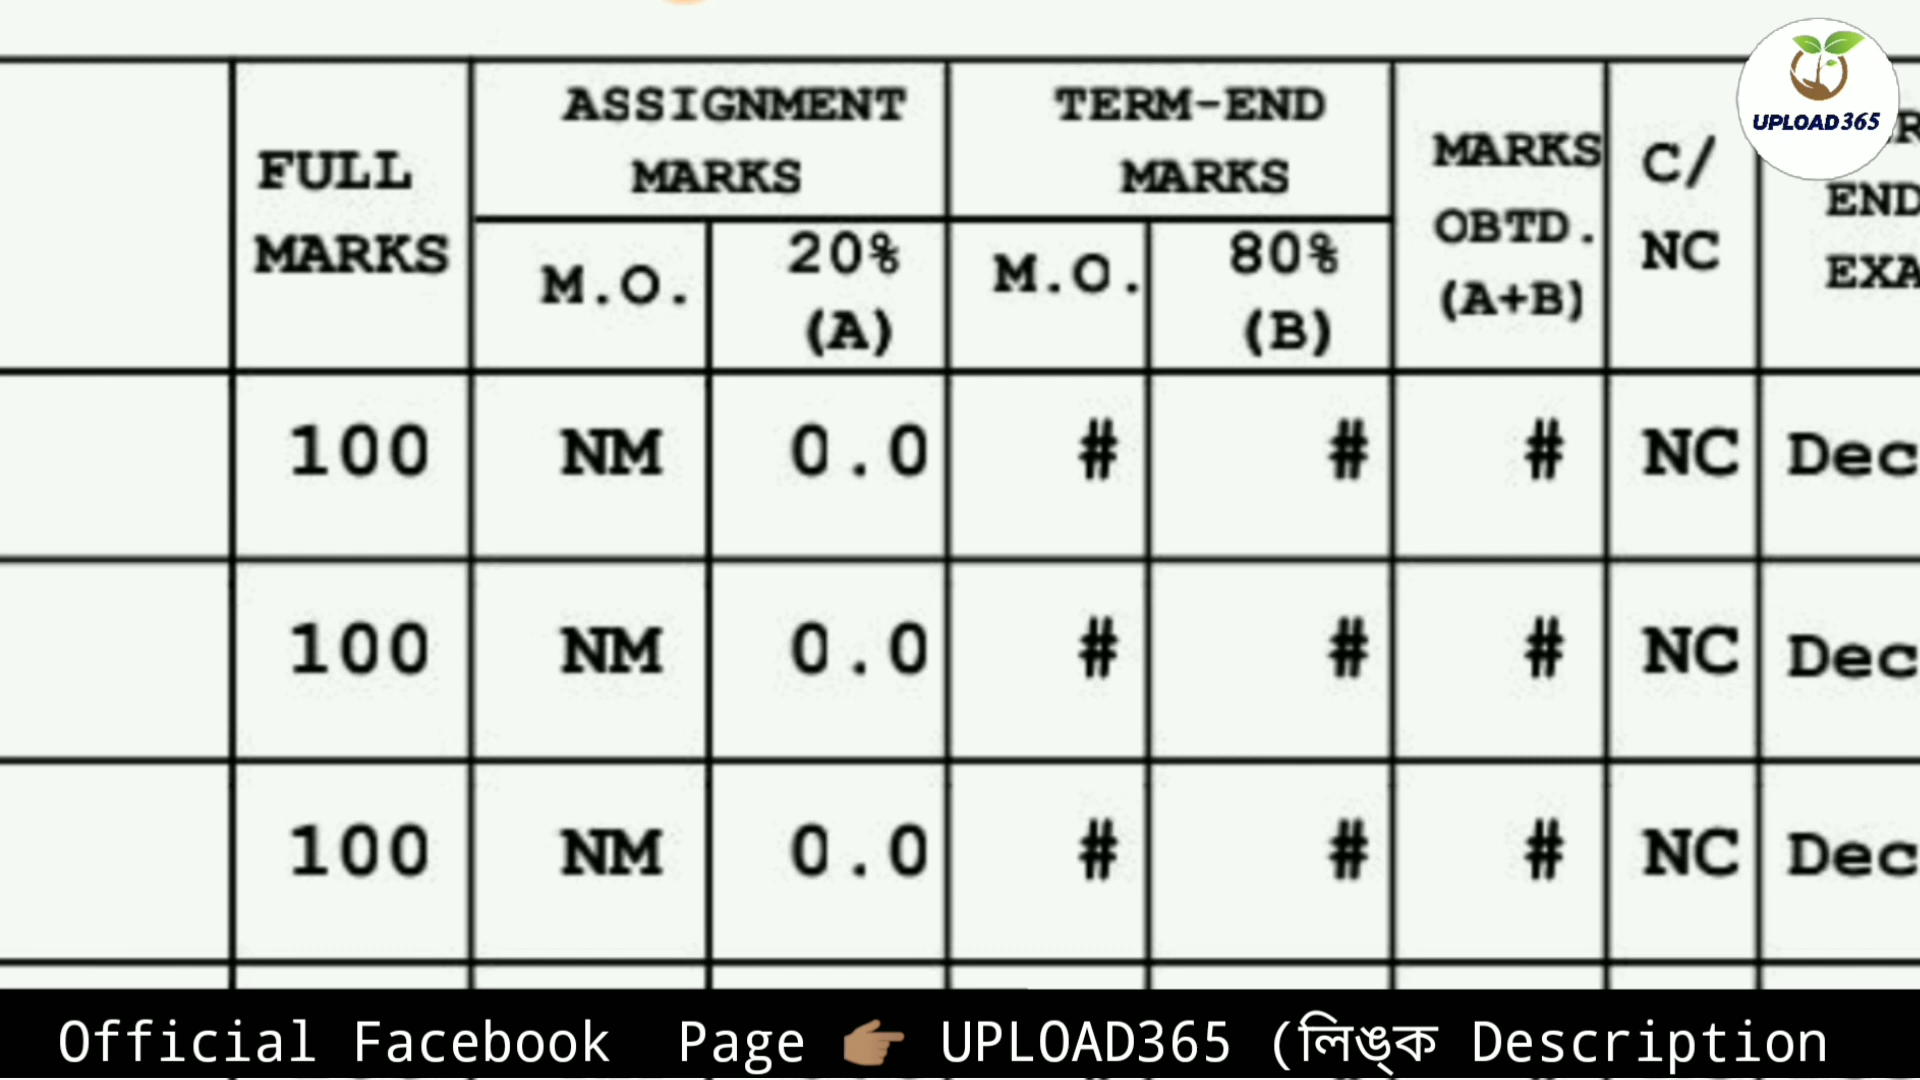 UPLOAD365
FULL MARKS
ASSIGNMENT MARKS
TERM-END MARKS
MARKS OBTD. (A+B)
C/ NC
END EXA
M.O.
20% (A)
M.O.
80% (B)
100 NM 0.0 # # # NC Dec
100 NM 0.0 # # # NC Dec
100 NM 0.0 # # # NC Dec
Official Facebook Page 👉🏽 UPLOAD365 (লিঙ্ক Description